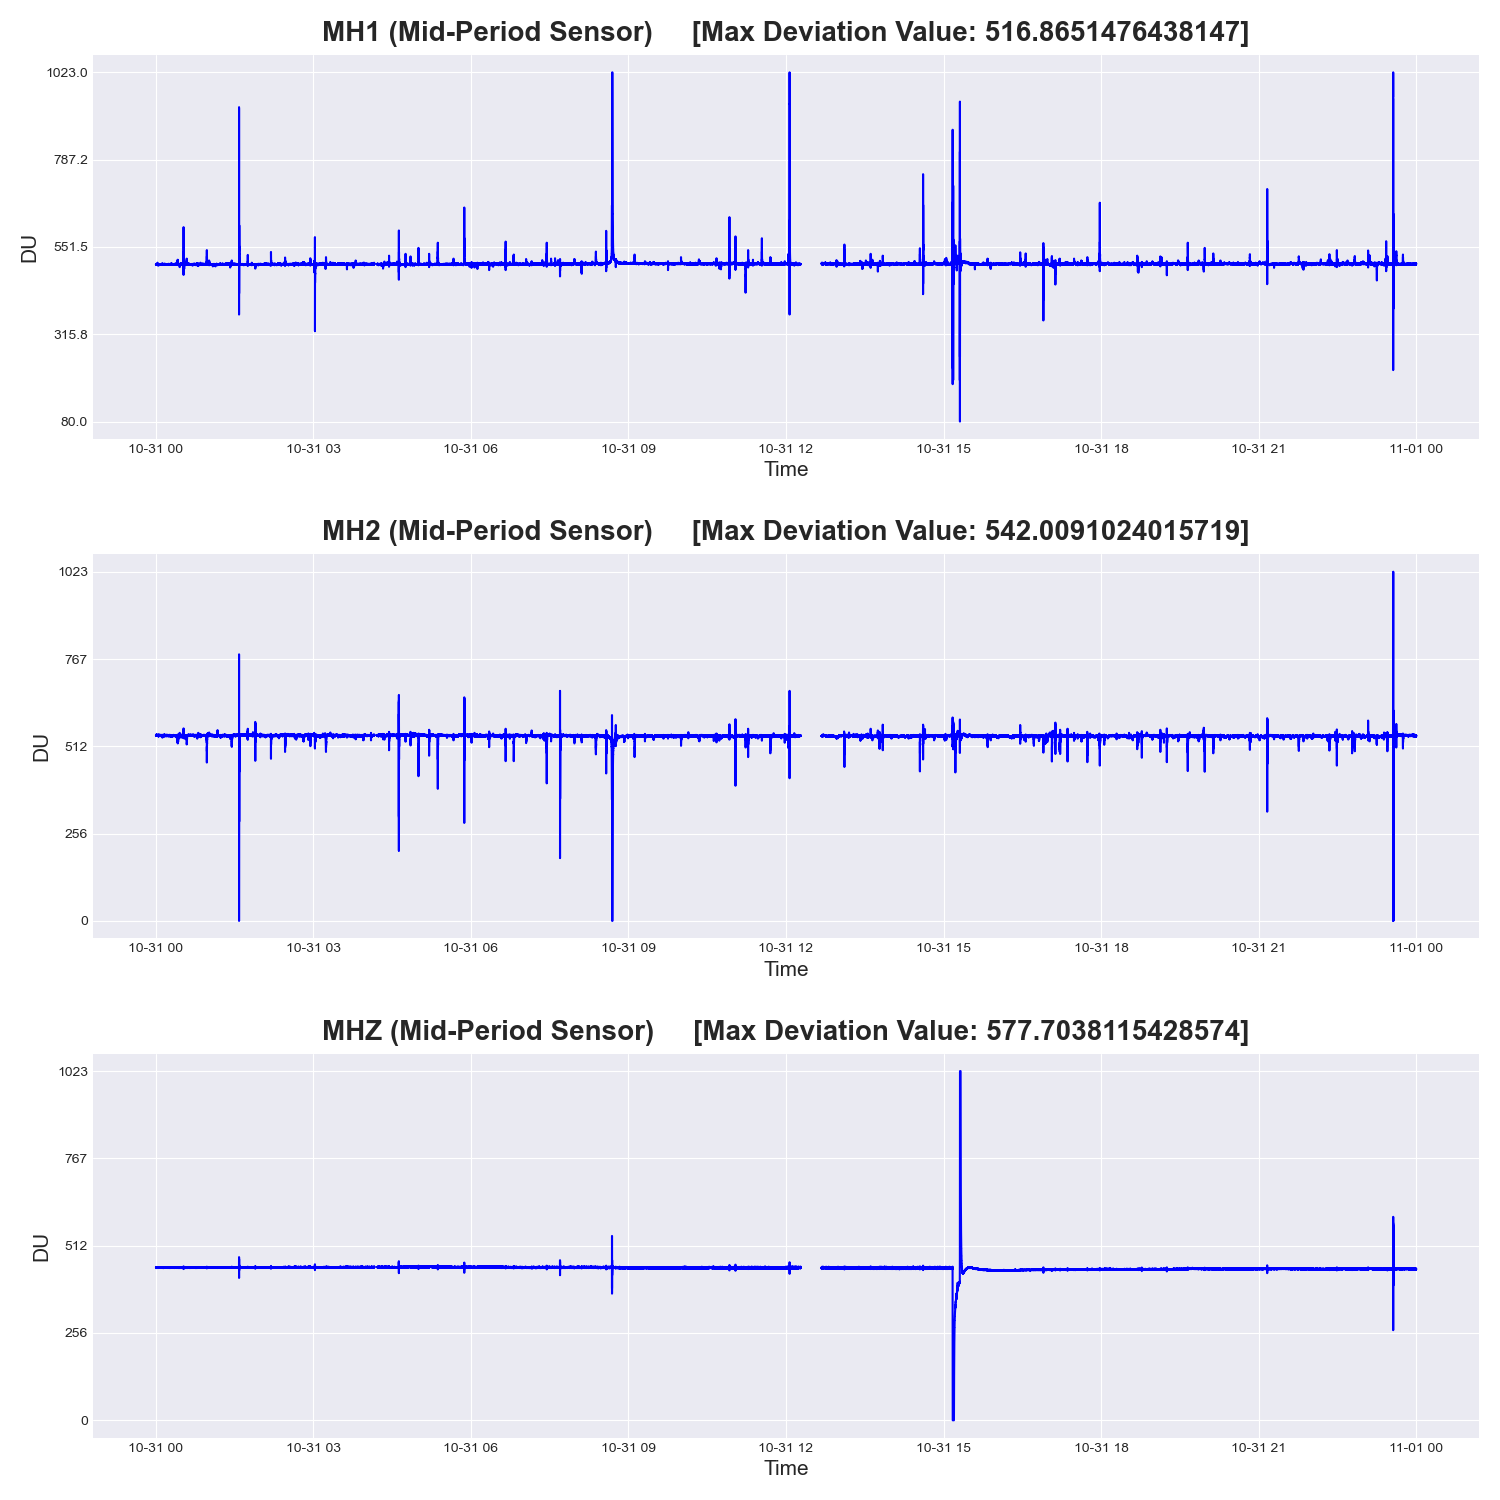 MH1 (Mid-Period Sensor) [Max Deviation Value: 516.8651476438147]
1023.0
787.2
551.5
315.8
80.0
DU
10-31 00 10-31 03 10-31 06 10-31 09 10-31 12 10-31 15 10-31 18 10-31 21 11-01 00
Time
MH2 (Mid-Period Sensor) [Max Deviation Value: 542.0091024015719]
1023
767
512
256
0
DU
10-31 00 10-31 03 10-31 06 10-31 09 10-31 12 10-31 15 10-31 18 10-31 21 11-01 00
Time
MHZ (Mid-Period Sensor) [Max Deviation Value: 577.7038115428574]
1023
767
512
256
0
DU
10-31 00 10-31 03 10-31 06 10-31 09 10-31 12 10-31 15 10-31 18 10-31 21 11-01 00
Time